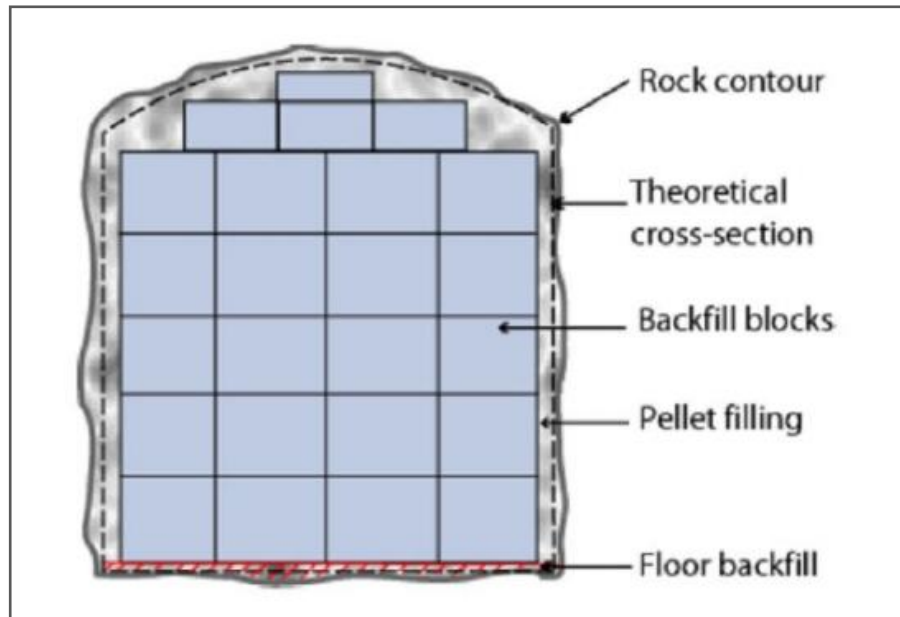 Rock contour
Theoretical
cross-section
Backfill blocks
Pellet filling
Floor backfill